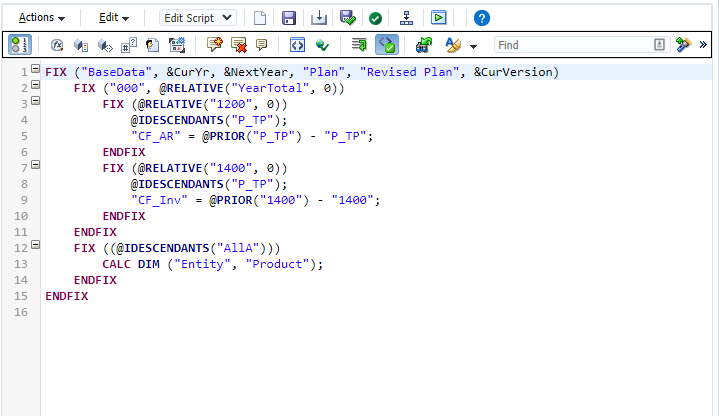 Actions Edit Edit Script
Find
1 FIX ("BaseData", &CurYr, &NextYear, "Plan", "Revised Plan", &CurVersion)
2 FIX ("000", @RELATIVE("YearTotal", 0))
3 FIX (@RELATIVE("1200", 0))
4 @IDESCENDANTS("P_TP");
5 "CF_AR" = @PRIOR("P_TP") - "P_TP";
6 ENDFIX
7 FIX (@RELATIVE("1400", 0))
8 @IDESCENDANTS("P_TP");
9 "CF_Inv" = @PRIOR("1400") - "1400";
10 ENDFIX
11 ENDFIX
12 FIX ((@IDESCENDANTS("AllA")))
13 CALC DIM ("Entity", "Product");
14 ENDFIX
15 ENDFIX
16